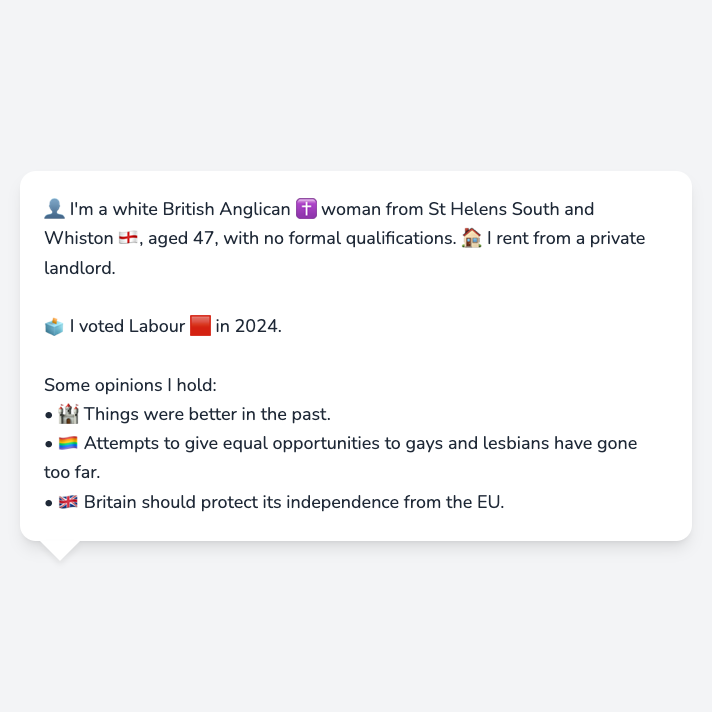 👤 I'm a white British Anglican ✝️ woman from St Helens South and
Whiston 🏴󠁧󠁢󠁥󠁮󠁧󠁿, aged 47, with no formal qualifications. 🏠 I rent from a private
landlord.
🗳️ I voted Labour 🟥 in 2024.
Some opinions I hold:
• 🏰 Things were better in the past.
• 🏳️‍🌈 Attempts to give equal opportunities to gays and lesbians have gone
too far.
• 🇬🇧 Britain should protect its independence from the EU.